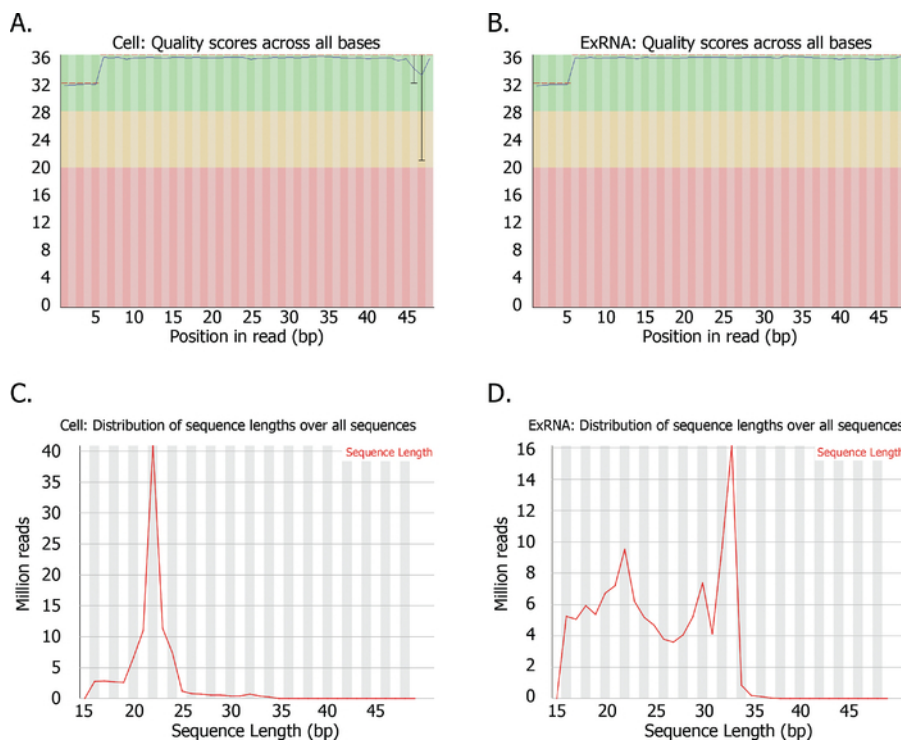 A.
Cell: Quality scores across all bases
36
32
28
24
20
16
12
8
4
0
5 10 15 20 25 30 35 40 45
Position in read (bp)
B.
ExRNA: Quality scores across all bases
36
32
28
24
20
16
12
8
4
0
5 10 15 20 25 30 35 40 45
Position in read (bp)
C.
Cell: Distribution of sequence lengths over all sequences
Sequence Length
Million reads
40
35
30
25
20
15
10
5
0
15 20 25 30 35 40 45
Sequence Length (bp)
D.
ExRNA: Distribution of sequence lengths over all sequences
Sequence Length
Million reads
16
14
12
10
8
6
4
2
0
15 20 25 30 35 40 45
Sequence Length (bp)